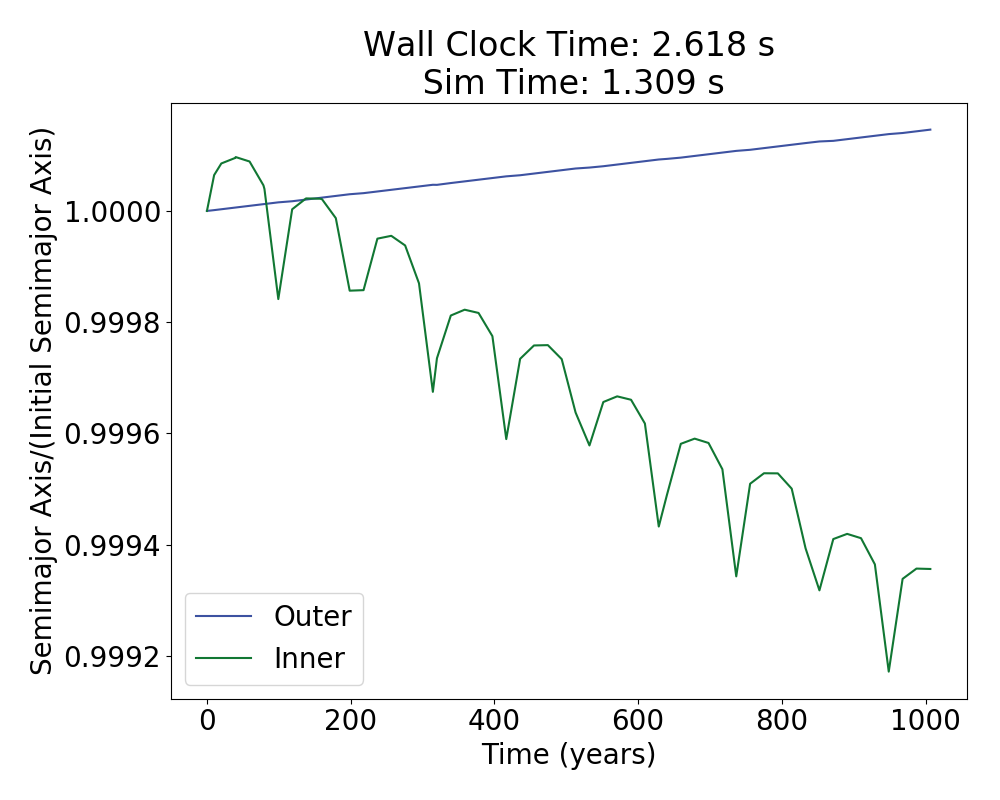 Wall Clock Time: 2.618 s
Sim Time: 1.309 s
Semimajor Axis/(Initial Semimajor Axis)
1.0000
0.9998
0.9996
0.9994
0.9992
Outer
Inner
0 200 400 600 800 1000
Time (years)